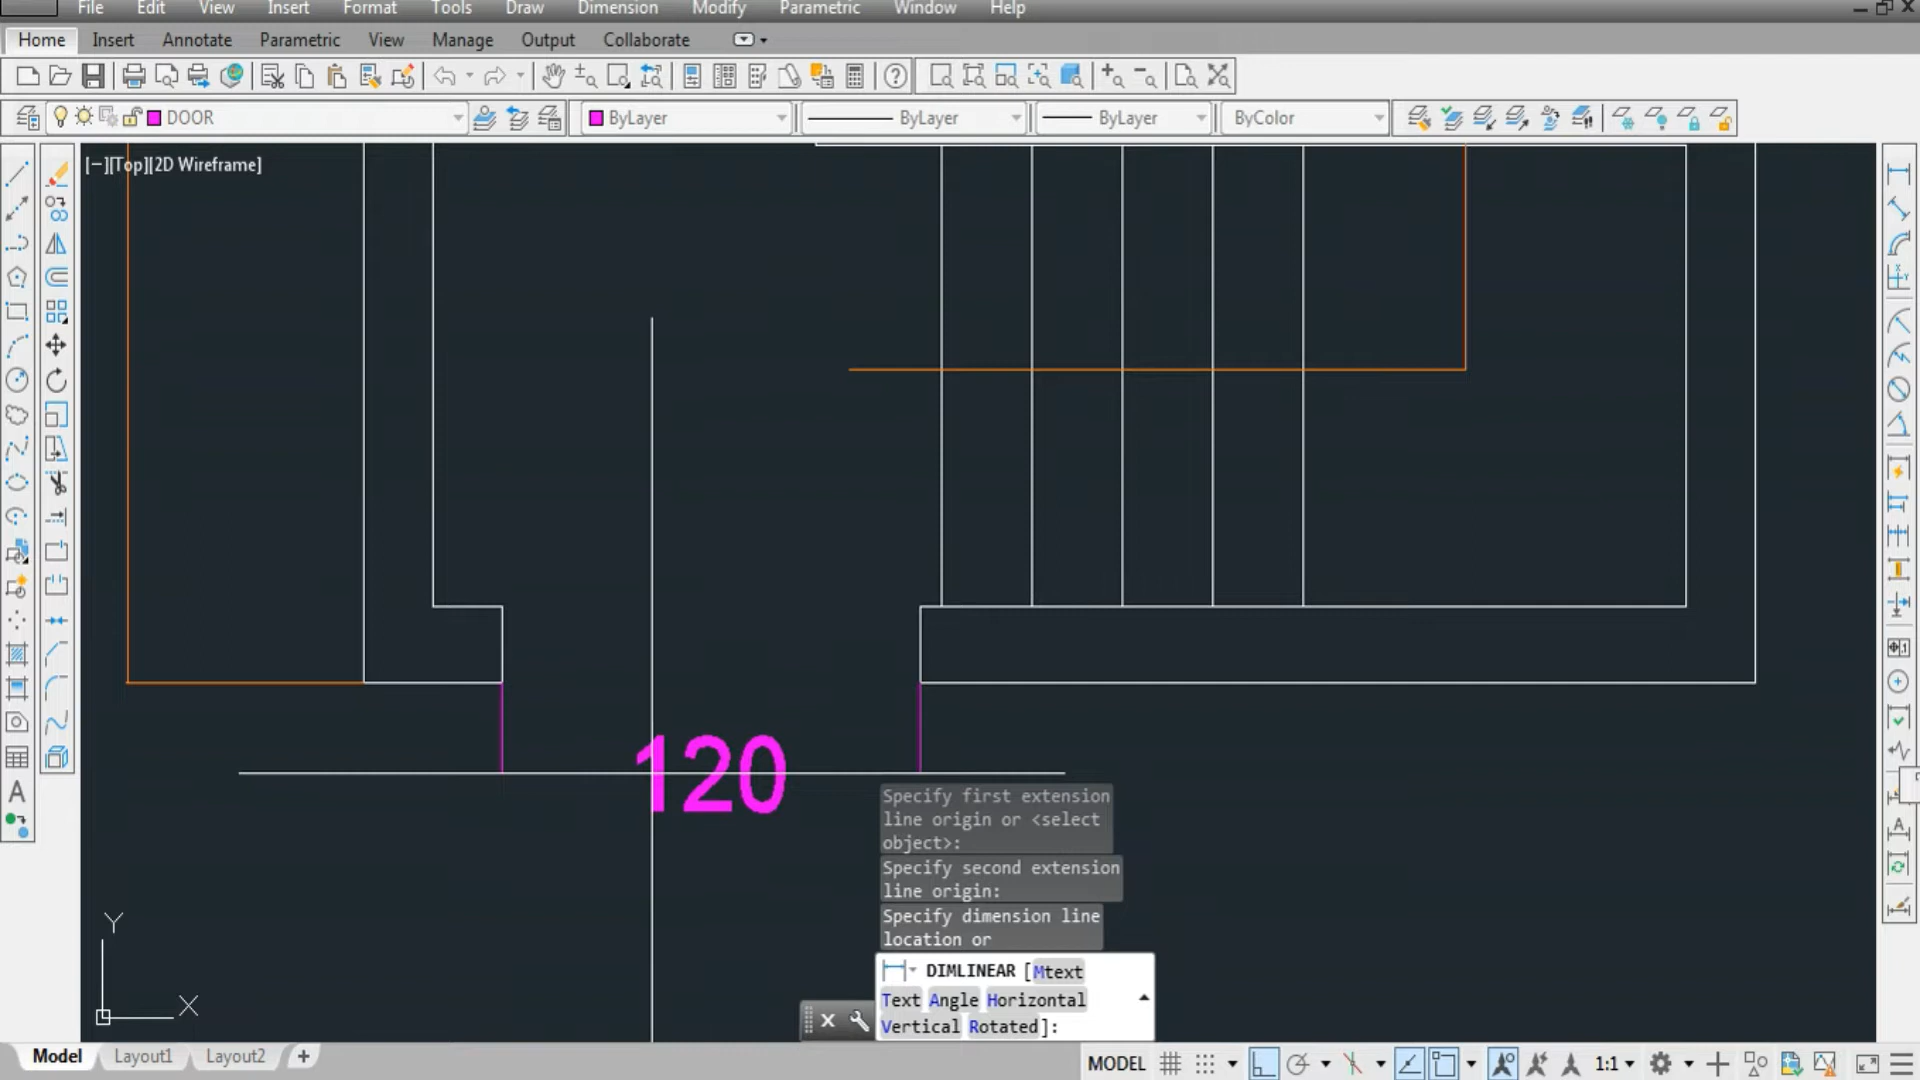 File Edit View Insert Format Tools Draw Dimension Modify Parametric Window Help
Home Insert Annotate Parametric View Manage Output Collaborate
DOOR ByLayer ByLayer ByLayer ByColor
[−][Top][2D Wireframe]
120
Specify first extension
line origin or <select
object>:
Specify second extension
line origin:
Specify dimension line
location or
DIMLINEAR [Mtext
Text Angle Horizontal
Vertical Rotated]:
Y
X
Model Layout1 Layout2 +
MODEL 1:1